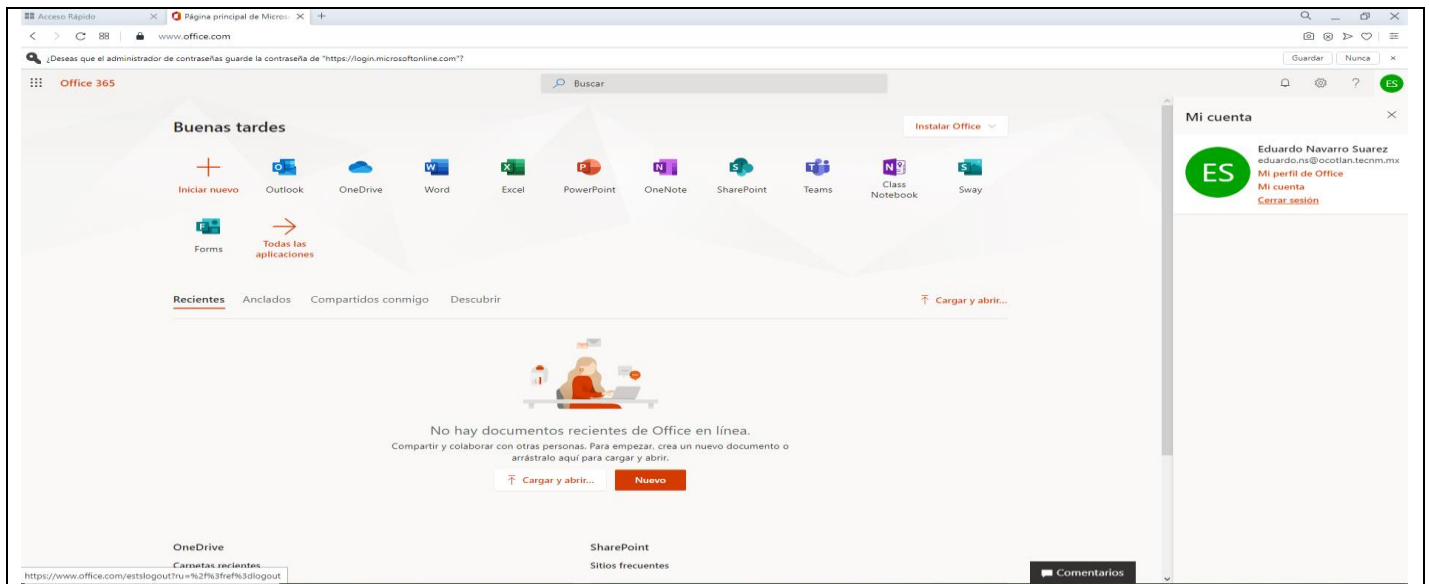 Acceso Rápido
Página principal de Micros
www.office.com
¿Deseas que el administrador de contraseñas guarde la contraseña de "https://login.microsoftonline.com"?
Guardar
Nunca
Office 365
Buscar
ES
Buenas tardes
Instalar Office
Iniciar nuevo
Outlook
OneDrive
Word
Excel
PowerPoint
OneNote
SharePoint
Teams
Class
Notebook
Sway
Forms
Todas las
aplicaciones
Mi cuenta
ES
Eduardo Navarro Suarez
eduardo.ns@ocotlan.tecnm.mx
Mi perfil de Office
Mi cuenta
Cerrar sesión
Recientes
Anclados
Compartidos conmigo
Descubrir
Cargar y abrir...
No hay documentos recientes de Office en línea.
Compartir y colaborar con otras personas. Para empezar, crea un nuevo documento o
arrástralo aquí para cargar y abrir.
Cargar y abrir...
Nuevo
OneDrive
Carpetas recientes
SharePoint
Sitios frecuentes
https://www.office.com/estslogout?ru=%2f%3fref%3dlogout
Comentarios